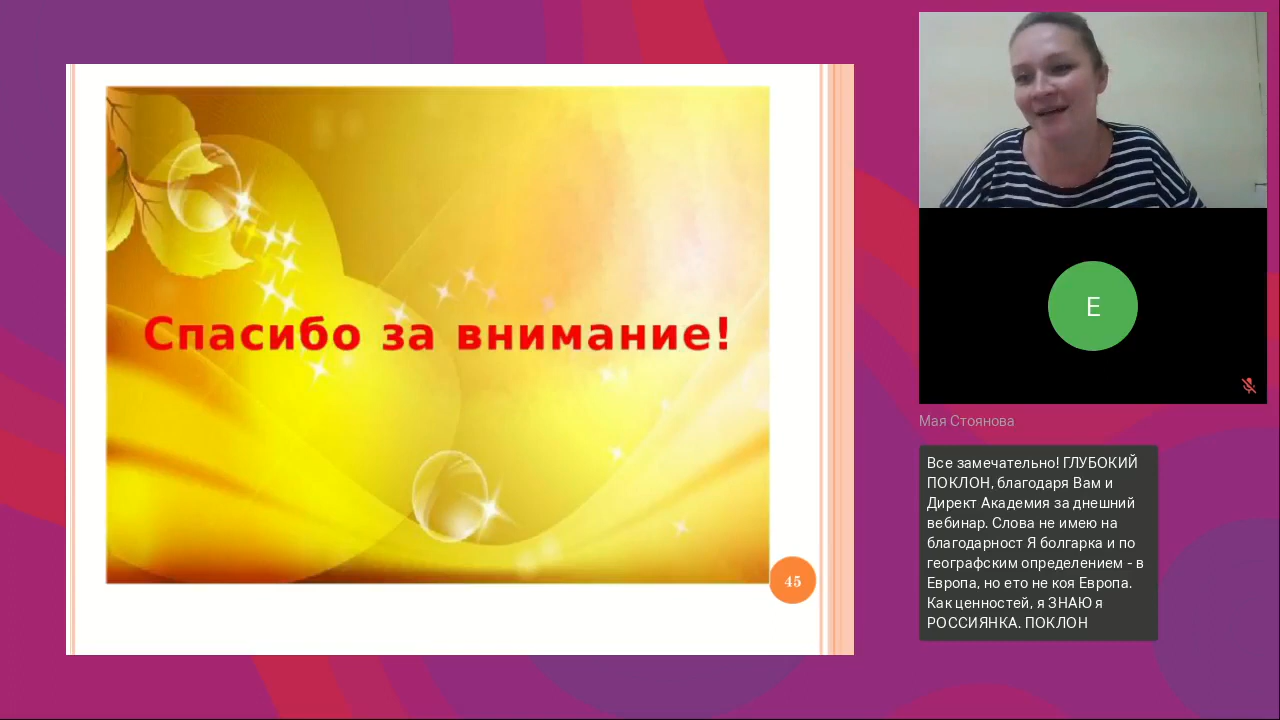 Спасибо за внимание!
45
E
Мая Стоянова
Все замечательно! ГЛУБОКИЙ
ПОКЛОН, благодаря Вам и
Директ Академия за днешний
вебинар. Слова не имею на
благодарност Я болгарка и по
географским определением - в
Европа, но ето не коя Европа.
Как ценностей, я ЗНАЮ я
РОССИЯНКА. ПОКЛОН